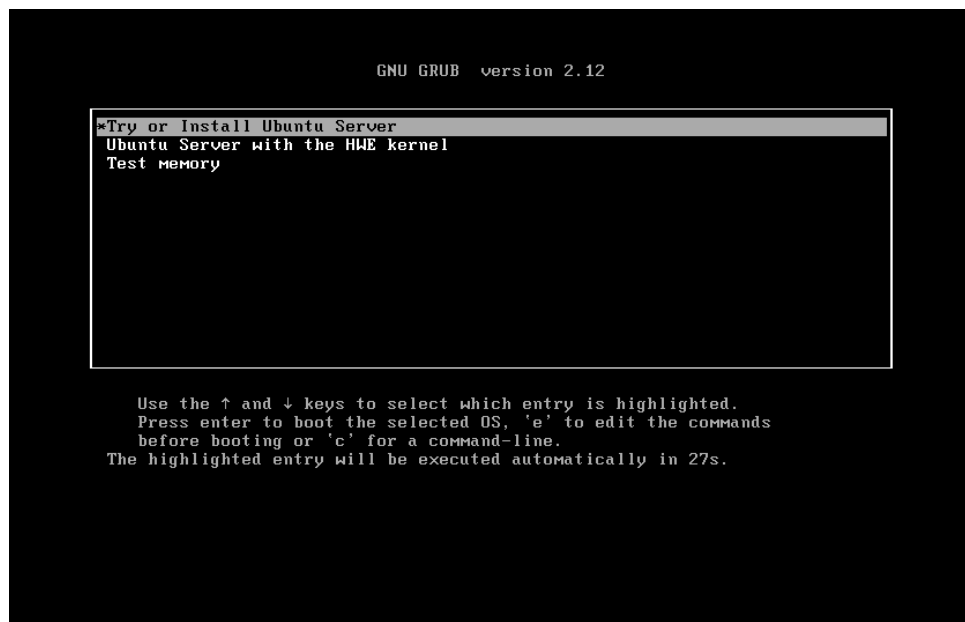 GNU GRUB  version 2.12
*Try or Install Ubuntu Server
Ubuntu Server with the HWE kernel
Test memory
Use the ↑ and ↓ keys to select which entry is highlighted.
Press enter to boot the selected OS, `e' to edit the commands
before booting or `c' for a command-line.
The highlighted entry will be executed automatically in 27s.